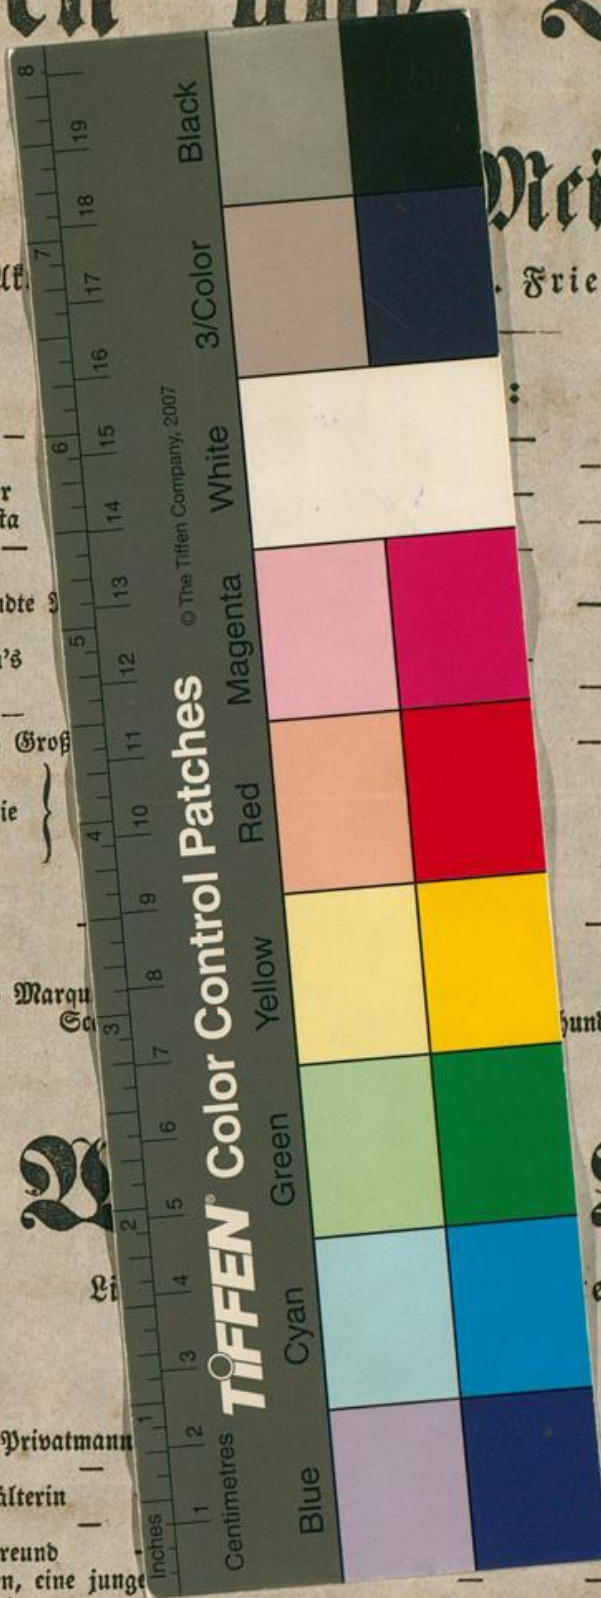 TIFFEN® Color Control Patches
© The Tiffen Company, 2007
Blue
Cyan
Green
Yellow
Red
Magenta
White
3/Color
Black
Centimetres
1
2
3
4
5
6
7
8
9
10
11
12
13
14
15
16
17
18
19
Inches
1
2
3
4
5
6
7
8
Mei
. Frie
r
ta
ndte
's
Groß
ie
Marqu
Sce
hund
Li
Privatmann
älterin
reund
n, eine junge